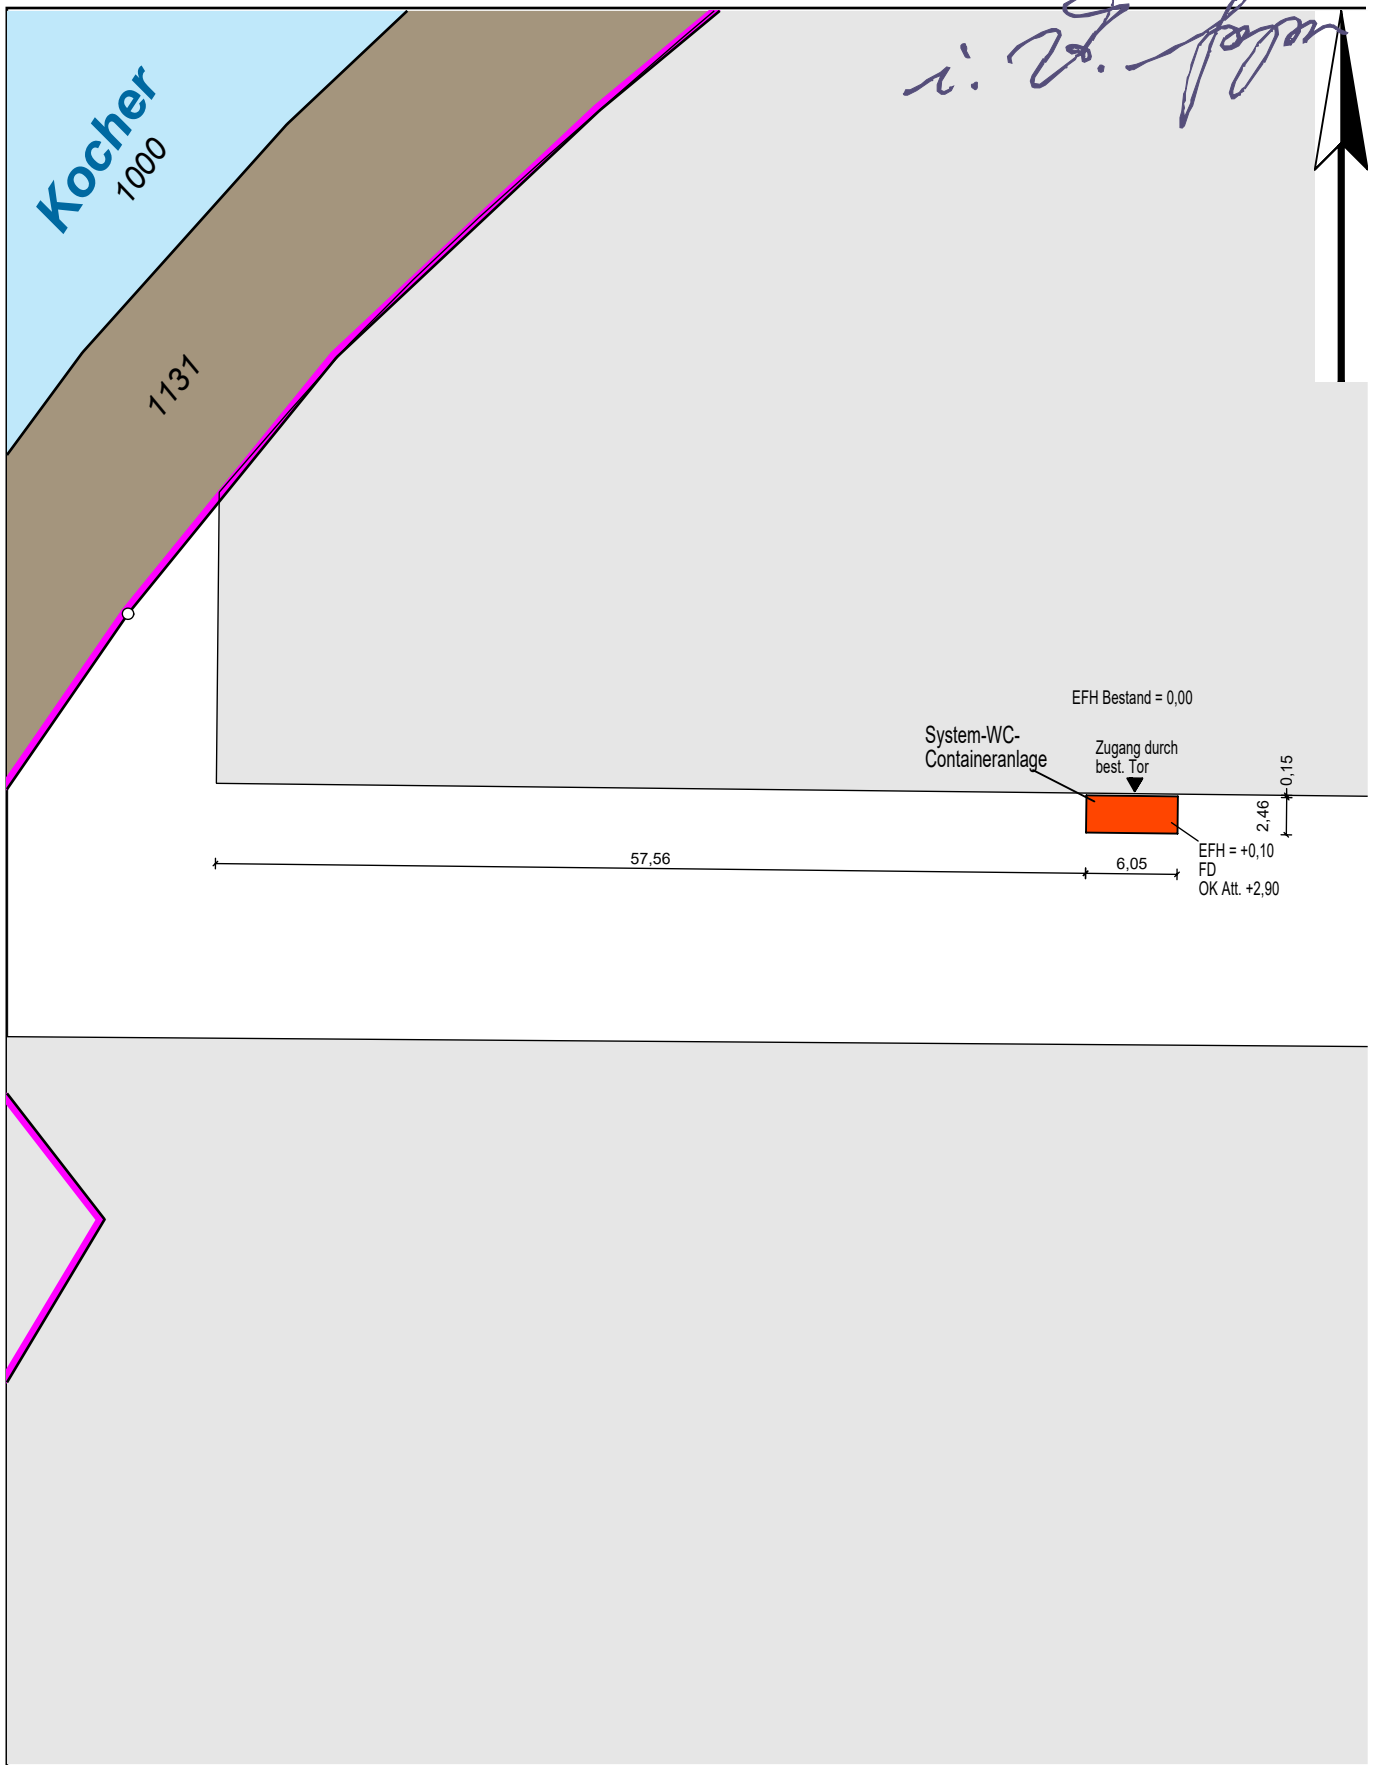 i. V.
Kocher
1000
1131
EFH Bestand = 0,00
System-WC-
Containeranlage
Zugang durch
best. Tor
0,15
2,46
57,56
6,05
EFH = +0,10
FD
OK Att. +2,90